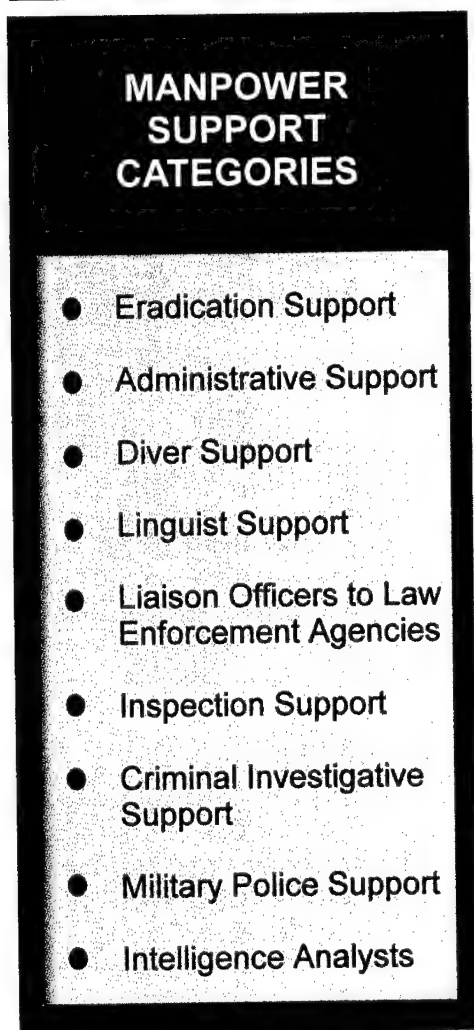 MANPOWER
SUPPORT
CATEGORIES
● Eradication Support
● Administrative Support
● Diver Support
● Linguist Support
● Liaison Officers to Law
Enforcement Agencies
● Inspection Support
● Criminal Investigative
Support
● Military Police Support
● Intelligence Analysts